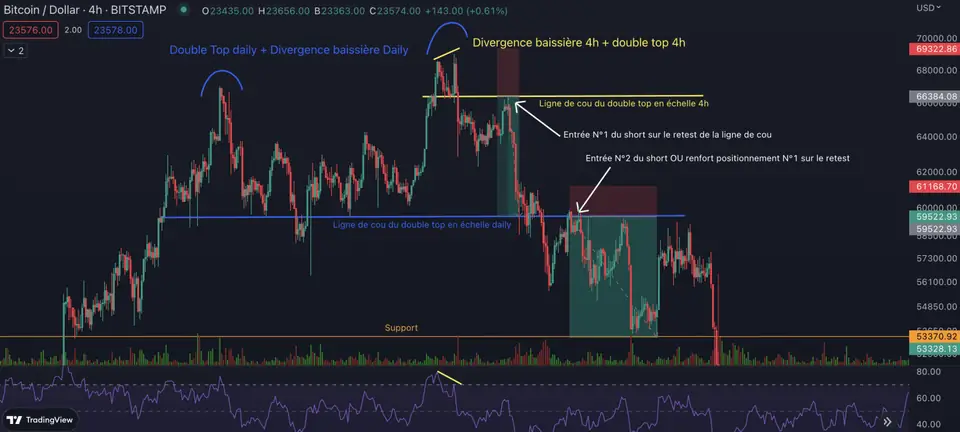 Bitcoin / Dollar · 4h · BITSTAMP O23435.00 H23656.00 B23363.00 C23574.00 +143.00 (+0.61%)
USD
23576.00 2.00 23578.00
2
Double Top daily + Divergence baissière Daily
Divergence baissière 4h + double top 4h
70000.00
69322.86
68000.00
66384.08
Ligne de cou du double top en échelle 4h
Entrée N°1 du short sur le retest de la ligne de cou
64000.00
Entrée N°2 du short OU renfort positionnement N°1 sur le retest
62000.00
61168.70
60000.00
59522.93
59522.93
Ligne de cou du double top en échelle daily
57300.00
56100.00
54850.00
Support
53370.92
53328.13
80.00
60.00
40.00
TradingView